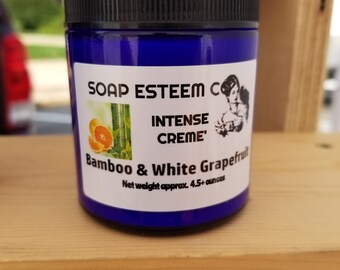 SOAP ESTEEM CO
INTENSE
CREME'
Bamboo & White Grapefruit
Net weight approx. 4.5+ ounces